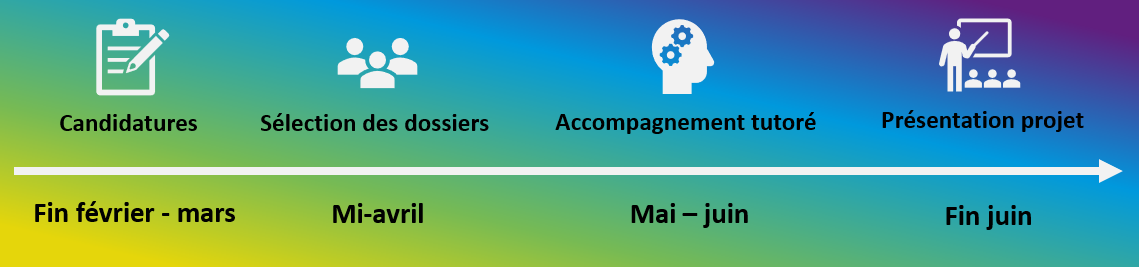 Candidatures
Sélection des dossiers
Accompagnement tutoré
Présentation projet
Fin février - mars
Mi-avril
Mai – juin
Fin juin